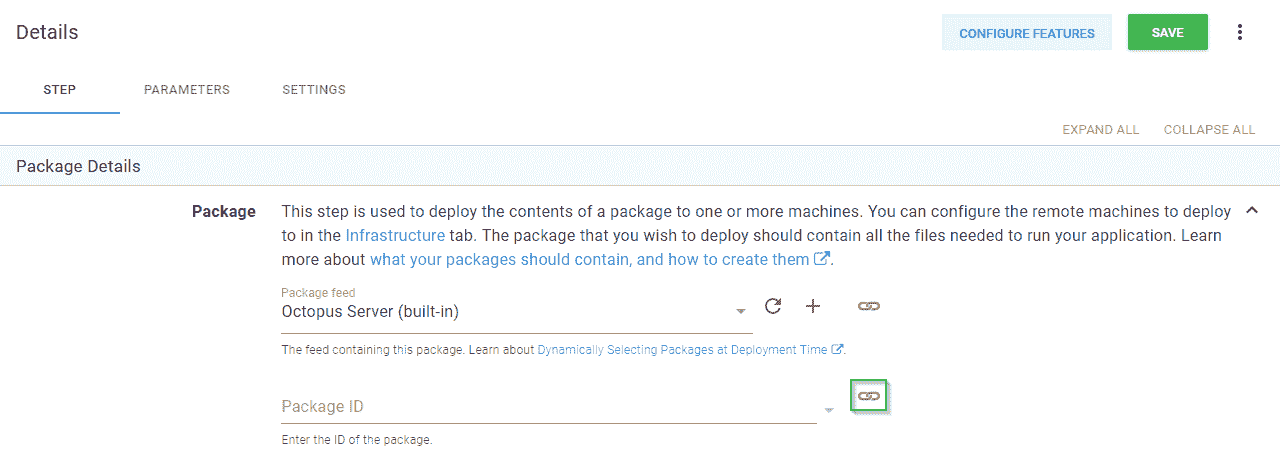 Details
CONFIGURE FEATURES
SAVE
STEP
PARAMETERS
SETTINGS
EXPAND ALL
COLLAPSE ALL
Package Details
Package
This step is used to deploy the contents of a package to one or more machines. You can configure the remote machines to deploy
to in the Infrastructure tab. The package that you wish to deploy should contain all the files needed to run your application. Learn
more about what your packages should contain, and how to create them.
Package feed
Octopus Server (built-in)
The feed containing this package. Learn about Dynamically Selecting Packages at Deployment Time.
Package ID
Enter the ID of the package.